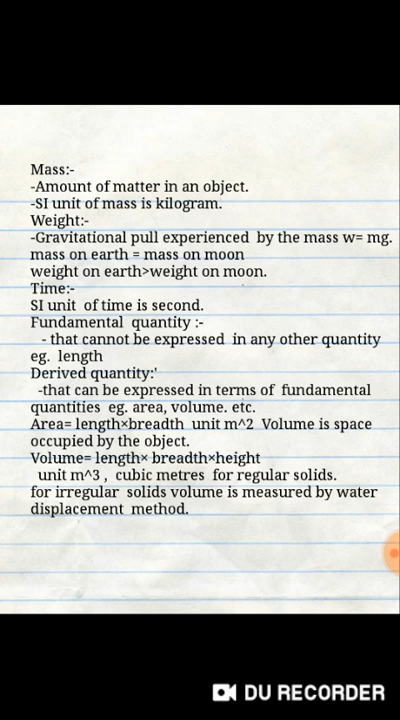 Mass:-
-Amount of matter in an object.
-SI unit of mass is kilogram.
Weight:-
-Gravitational pull experienced by the mass w= mg.
mass on earth = mass on moon
weight on earth>weight on moon.
Time:-
SI unit of time is second.
Fundamental quantity :-
- that cannot be expressed in any other quantity
eg. length
Derived quantity:'
-that can be expressed in terms of fundamental
quantities eg. area, volume. etc.
Area= length×breadth unit m^2 Volume is space
occupied by the object.
Volume= length× breadth×height
unit m^3 , cubic metres for regular solids.
for irregular solids volume is measured by water
displacement method.
DU RECORDER